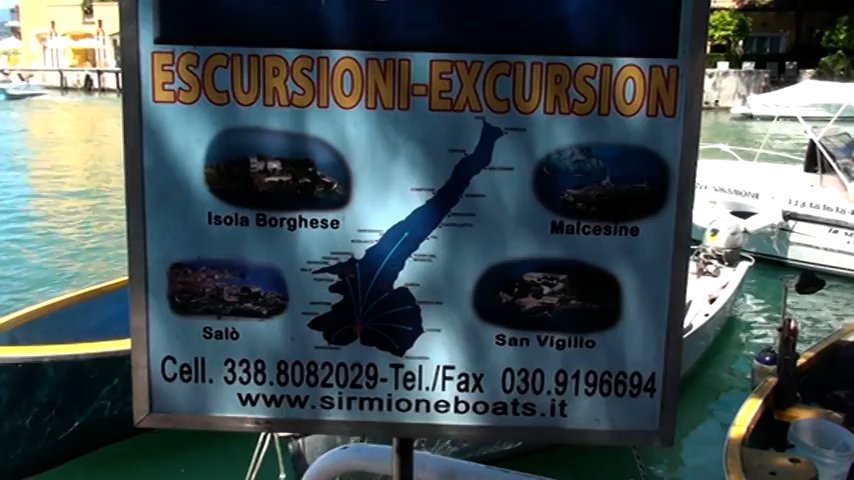 ESCURSIONI-EXCURSION
Isola Borghese
Malcesine
Salò
San Vigilio
Cell. 338.8082029-Tel./Fax 030.9196694
www.sirmioneboats.it